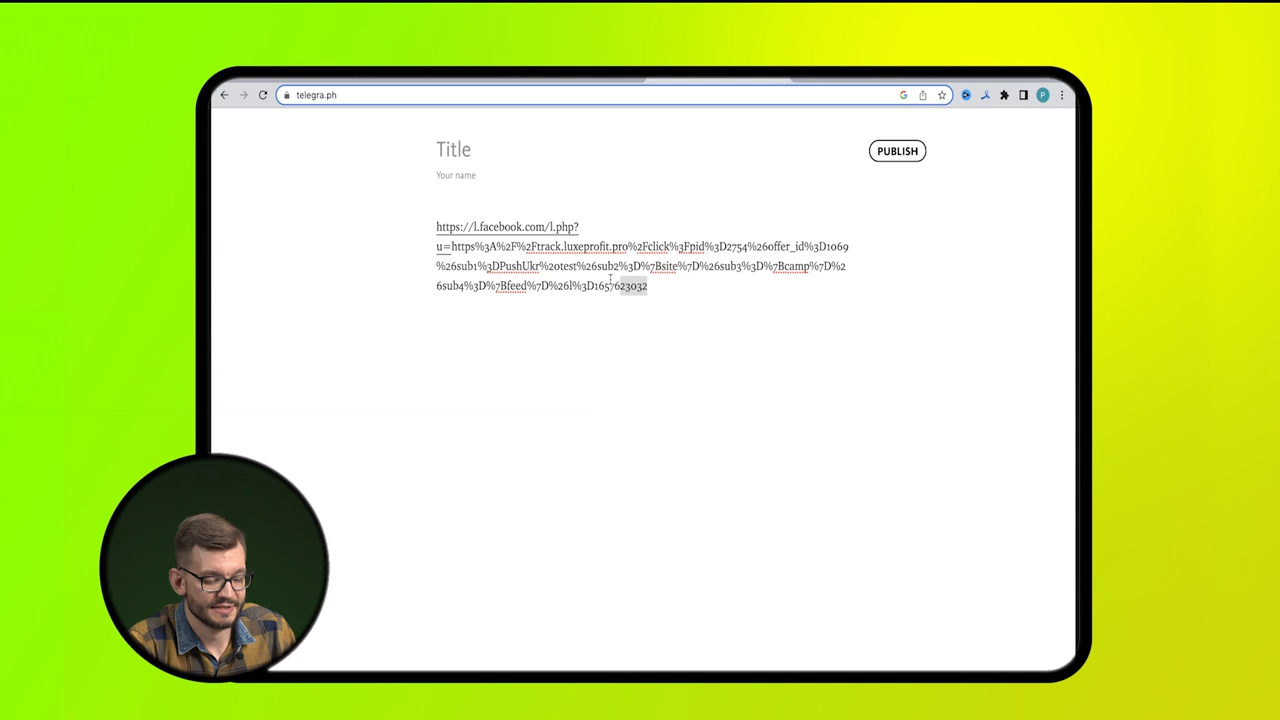 telegra.ph
P
Title
PUBLISH
Your name
https://l.facebook.com/l.php?
u=https%3A%2F%2Ftrack.luxeprofit.pro%2Fclick%3Fpid%3D2754%26offer_id%3D1069
%26sub1%3DPushUkr%20test%26sub2%3D%7Bsite%7D%26sub3%3D%7Bcamp%7D%2
6sub4%3D%7Bfeed%7D%26l%3D1657623032